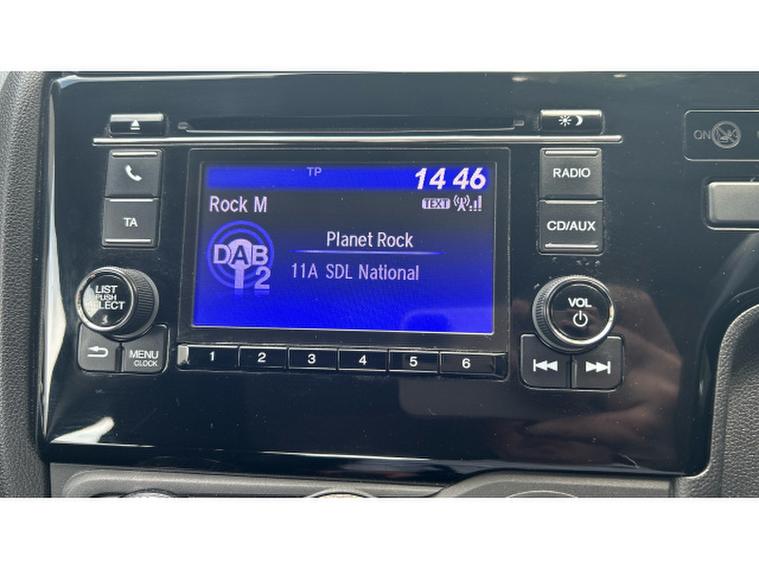 ON
TP
14 46
RADIO
TA
Rock M
TEXT
CD/AUX
DAB
2
Planet Rock
11A SDL National
LIST
PUSH
SELECT
VOL
MENU
CLOCK
1 2 3 4 5 6